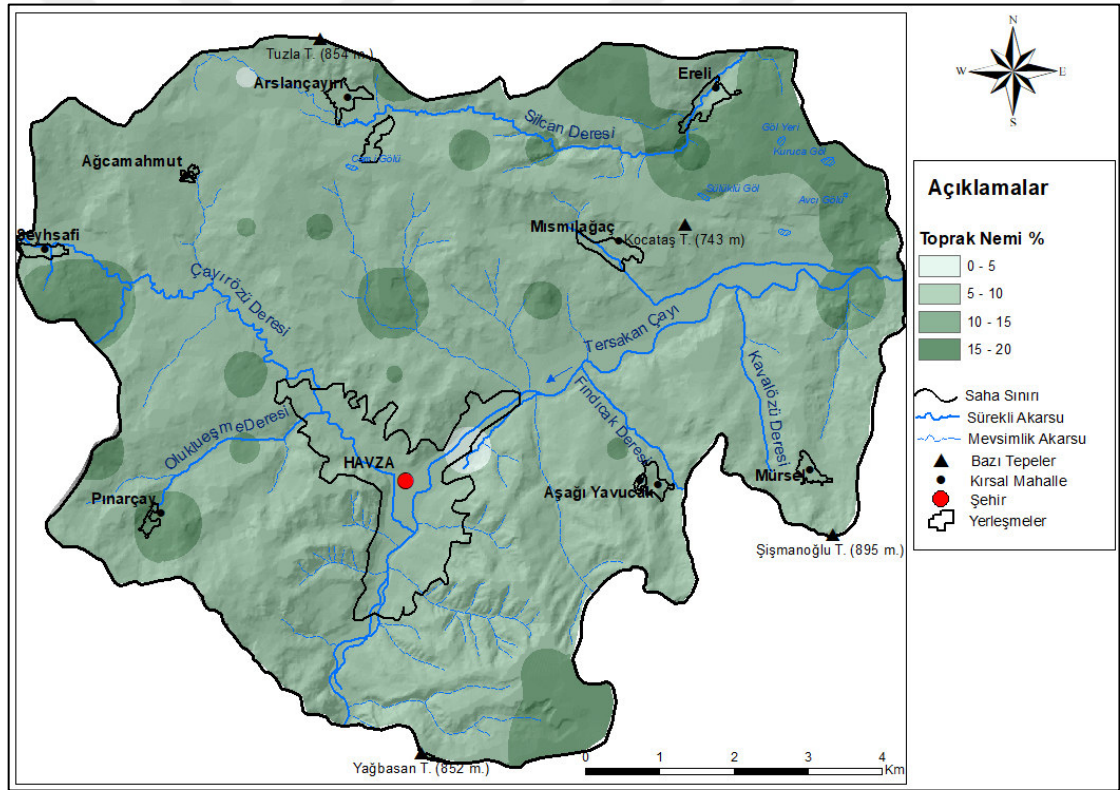 Tuzla T. (854 m.)
Arslançayırı
Ereli
Silcan Deresi
Göl Yeri
Kuruca Göl
Ağcamahmut
Cami Gölü
Sülüklü Göl
Avcı Gölü
Mısmılağaç
Kocataş T. (743 m)
Şeyhsafi
Çayırözü Deresi
Tersakan Çayı
Fındıcak Deresi
Kavalözü Deresi
OluklueşmeDeresi
HAVZA
Pınarçay
Aşağı Yavucak
Mürsel
Şişmanoğlu T. (895 m.)
Yağbasan T. (852 m.)
0 1 2 3 4
Km
N
W E
S
Açıklamalar
Toprak Nemi %
0 - 5
5 - 10
10 - 15
15 - 20
Saha Sınırı
Sürekli Akarsu
Mevsimlik Akarsu
Bazı Tepeler
Kırsal Mahalle
Şehir
Yerleşmeler